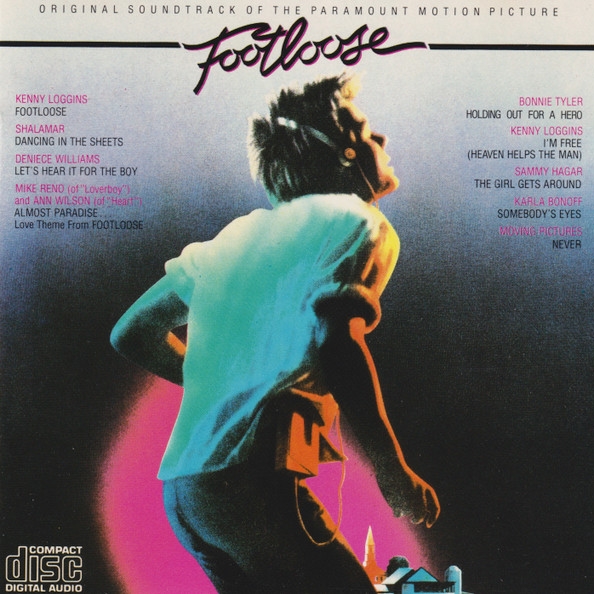 ORIGINAL SOUNDTRACK OF THE PARAMOUNT MOTION PICTURE
Footloose
KENNY LOGGINS
FOOTLOOSE
SHALAMAR
DANCING IN THE SHEETS
DENIECE WILLIAMS
LET'S HEAR IT FOR THE BOY
MIKE RENO (of "Loverboy")
and ANN WILSON (of "Heart")
ALMOST PARADISE...
Love Theme From FOOTLOOSE
BONNIE TYLER
HOLDING OUT FOR A HERO
KENNY LOGGINS
I'M FREE
(HEAVEN HELPS THE MAN)
SAMMY HAGAR
THE GIRL GETS AROUND
KARLA BONOFF
SOMEBODY'S EYES
MOVING PICTURES
NEVER
COMPACT
disc
DIGITAL AUDIO